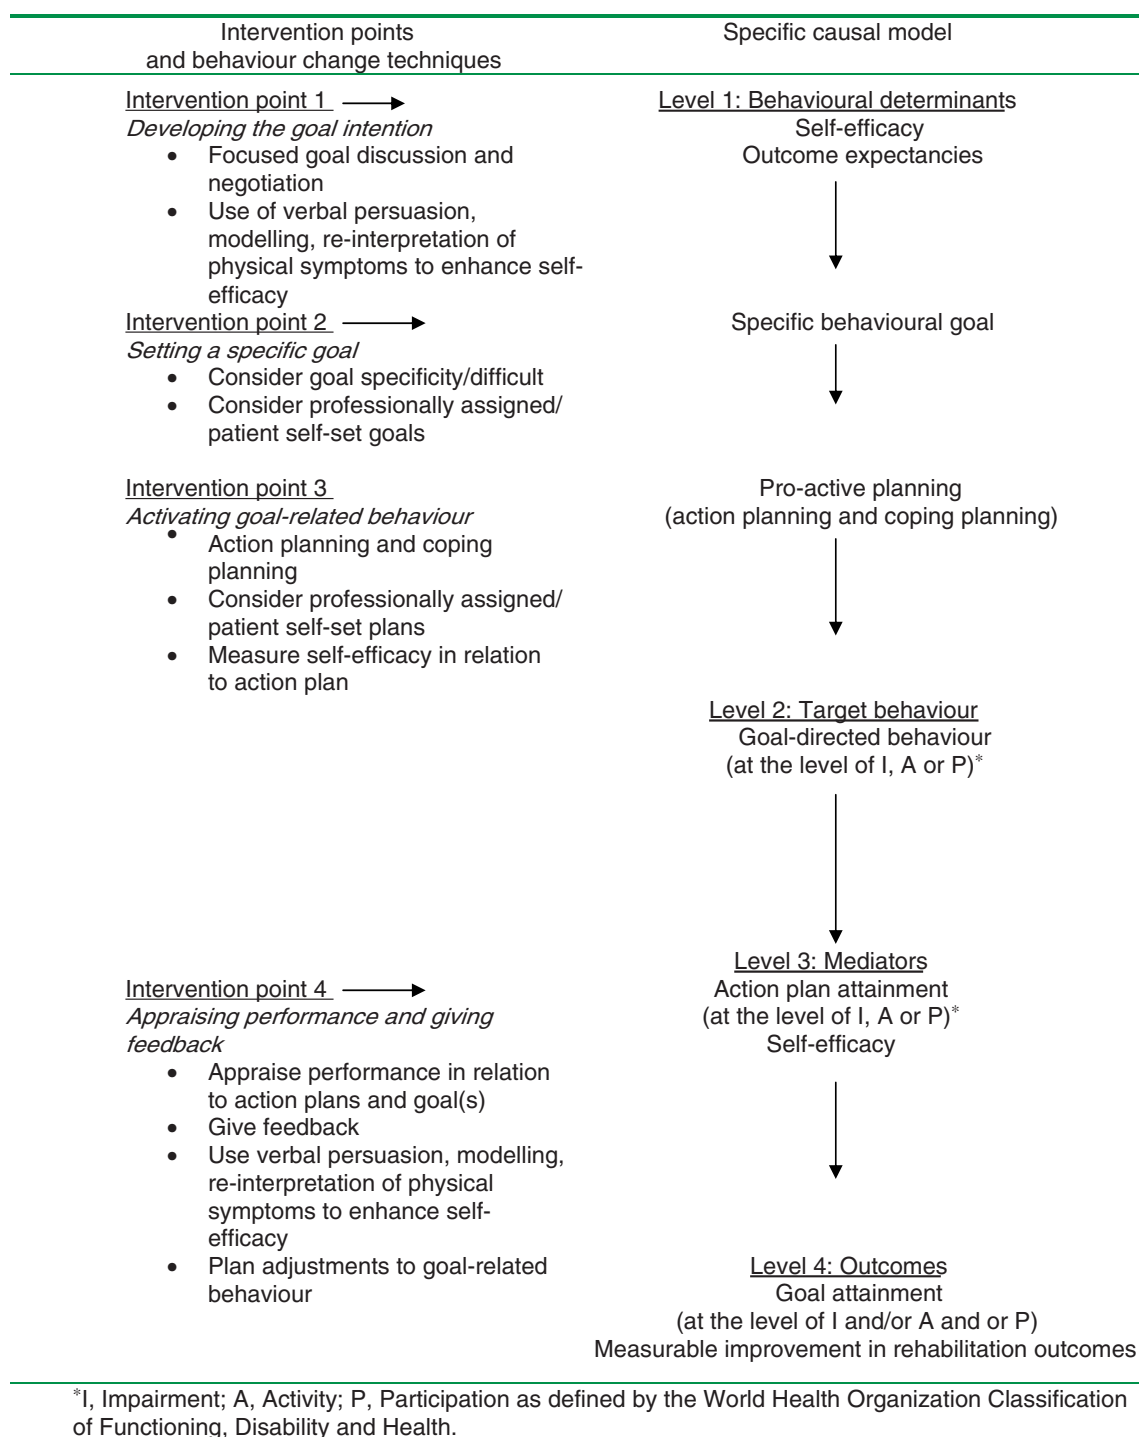 Intervention points
and behaviour change techniques
Specific causal model
Intervention point 1
Developing the goal intention
• Focused goal discussion and
negotiation
• Use of verbal persuasion,
modelling, re-interpretation of
physical symptoms to enhance self-
efficacy
Level 1: Behavioural determinants
Self-efficacy
Outcome expectancies
Intervention point 2
Setting a specific goal
• Consider goal specificity/difficult
• Consider professionally assigned/
patient self-set goals
Specific behavioural goal
Intervention point 3
Activating goal-related behaviour
• Action planning and coping
planning
• Consider professionally assigned/
patient self-set plans
• Measure self-efficacy in relation
to action plan
Pro-active planning
(action planning and coping planning)
Level 2: Target behaviour
Goal-directed behaviour
(at the level of I, A or P)*
Intervention point 4
Appraising performance and giving
feedback
• Appraise performance in relation
to action plans and goal(s)
• Give feedback
• Use verbal persuasion, modelling,
re-interpretation of physical
symptoms to enhance self-
efficacy
• Plan adjustments to goal-related
behaviour
Level 3: Mediators
Action plan attainment
(at the level of I, A or P)*
Self-efficacy
Level 4: Outcomes
Goal attainment
(at the level of I and/or A and or P)
Measurable improvement in rehabilitation outcomes
*I, Impairment; A, Activity; P, Participation as defined by the World Health Organization Classification
of Functioning, Disability and Health.